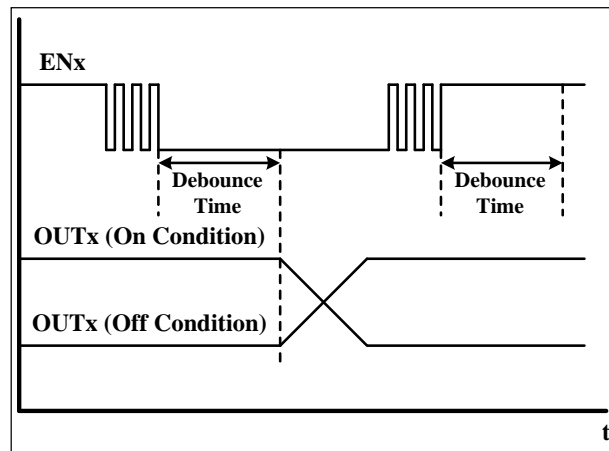 ENx
Debounce
Time
Debounce
Time
OUTx (On Condition)
OUTx (Off Condition)
t